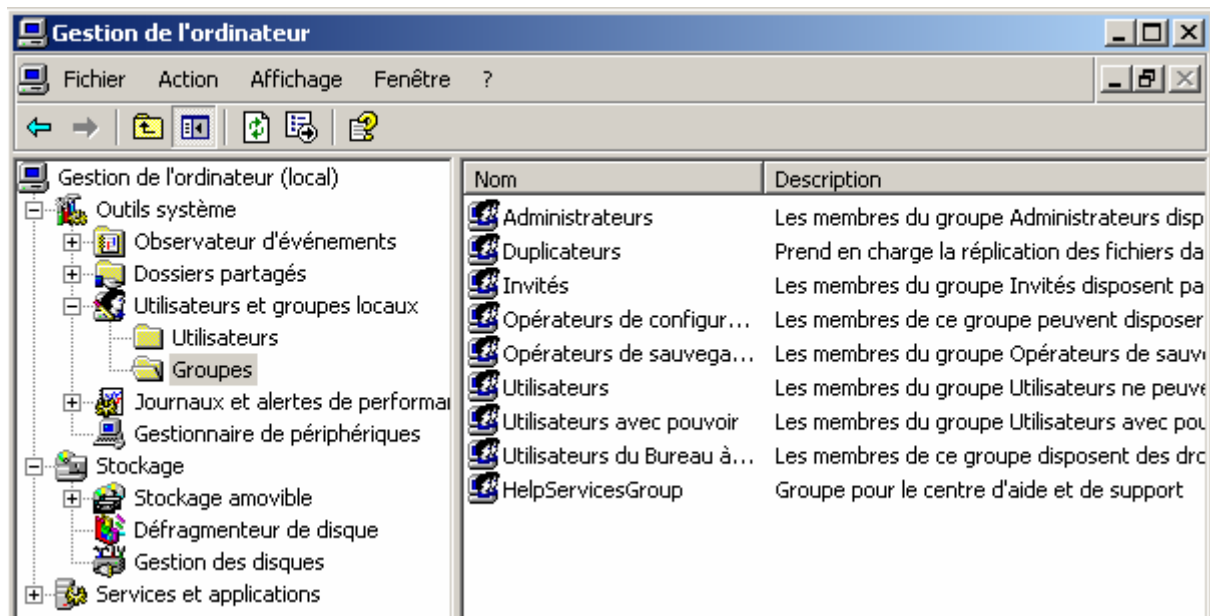 Gestion de l'ordinateur
Fichier Action Affichage Fenêtre ?
Gestion de l'ordinateur (local)
Outils système
Observateur d'événements
Dossiers partagés
Utilisateurs et groupes locaux
Utilisateurs
Groupes
Journaux et alertes de performa
Gestionnaire de périphériques
Stockage
Stockage amovible
Défragmenteur de disque
Gestion des disques
Services et applications
Nom Description
Administrateurs Les membres du groupe Administrateurs disp
Duplicateurs Prend en charge la réplication des fichiers da
Invités Les membres du groupe Invités disposent pa
Opérateurs de configur... Les membres de ce groupe peuvent disposer
Opérateurs de sauvega... Les membres du groupe Opérateurs de sauv
Utilisateurs Les membres du groupe Utilisateurs ne peuve
Utilisateurs avec pouvoir Les membres du groupe Utilisateurs avec pou
Utilisateurs du Bureau à... Les membres de ce groupe disposent des dro
HelpServicesGroup Groupe pour le centre d'aide et de support